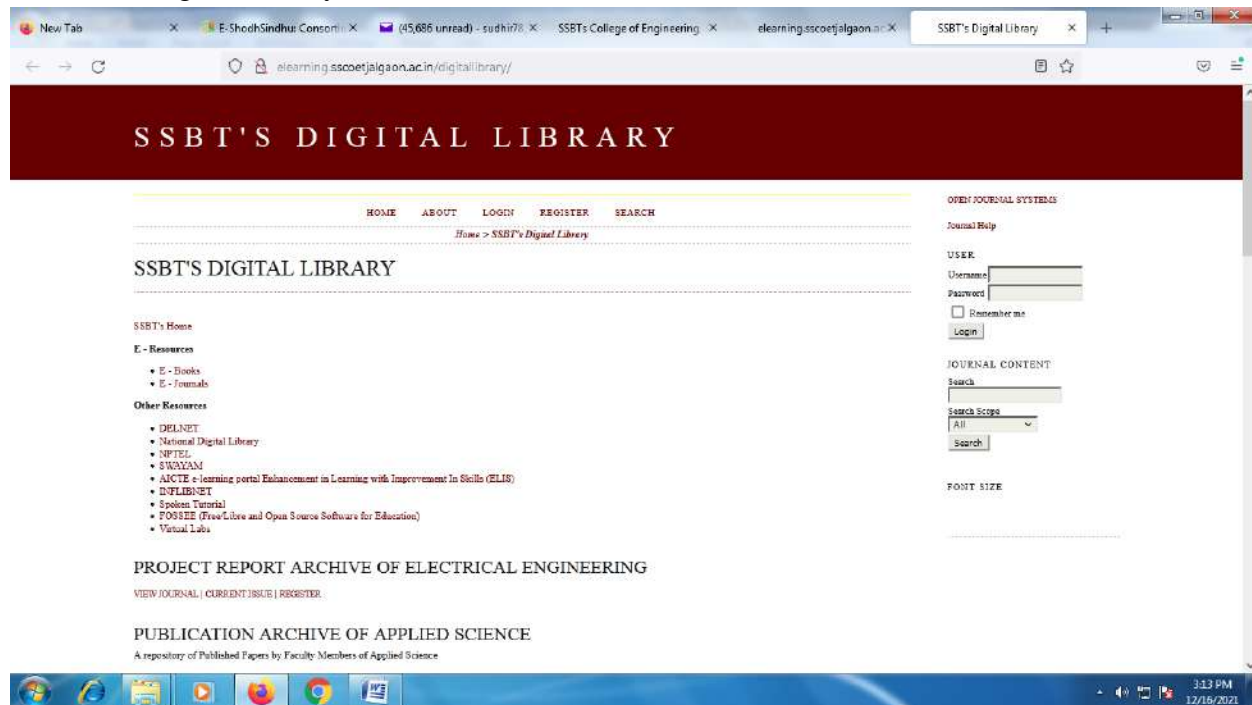 New Tab
E-ShodhSindhu: Consorti
(45,686 unread) - sudhir78
SSBTs College of Engineering
elearning.sscoetjalgaon.ac
SSBT's Digital Library
elearning.sscoetjalgaon.ac.in/digitallibrary/
SSBT'S DIGITAL LIBRARY
HOME ABOUT LOGIN REGISTER SEARCH
Home > SSBT's Digital Library
SSBT'S DIGITAL LIBRARY
SSBT's Home
E - Resources
• E - Books
• E - Journals
Other Resources
• DELNET
• National Digital Library
• NPTEL
• SWAYAM
• AICTE e-learning portal Enhancement in Learning with Improvement In Skills (ELIS)
• INFLIBNET
• Spoken Tutorial
• FOSSEE (Free/Libre and Open Source Software for Education)
• Virtual Labs
PROJECT REPORT ARCHIVE OF ELECTRICAL ENGINEERING
VIEW JOURNAL | CURRENT ISSUE | REGISTER
PUBLICATION ARCHIVE OF APPLIED SCIENCE
A repository of Published Papers by Faculty Members of Applied Science
OPEN JOURNAL SYSTEMS
Journal Help
USER
Username
Password
Remember me
Login
JOURNAL CONTENT
Search
Search Scope
All
Search
FONT SIZE
3:13 PM
12/16/2021